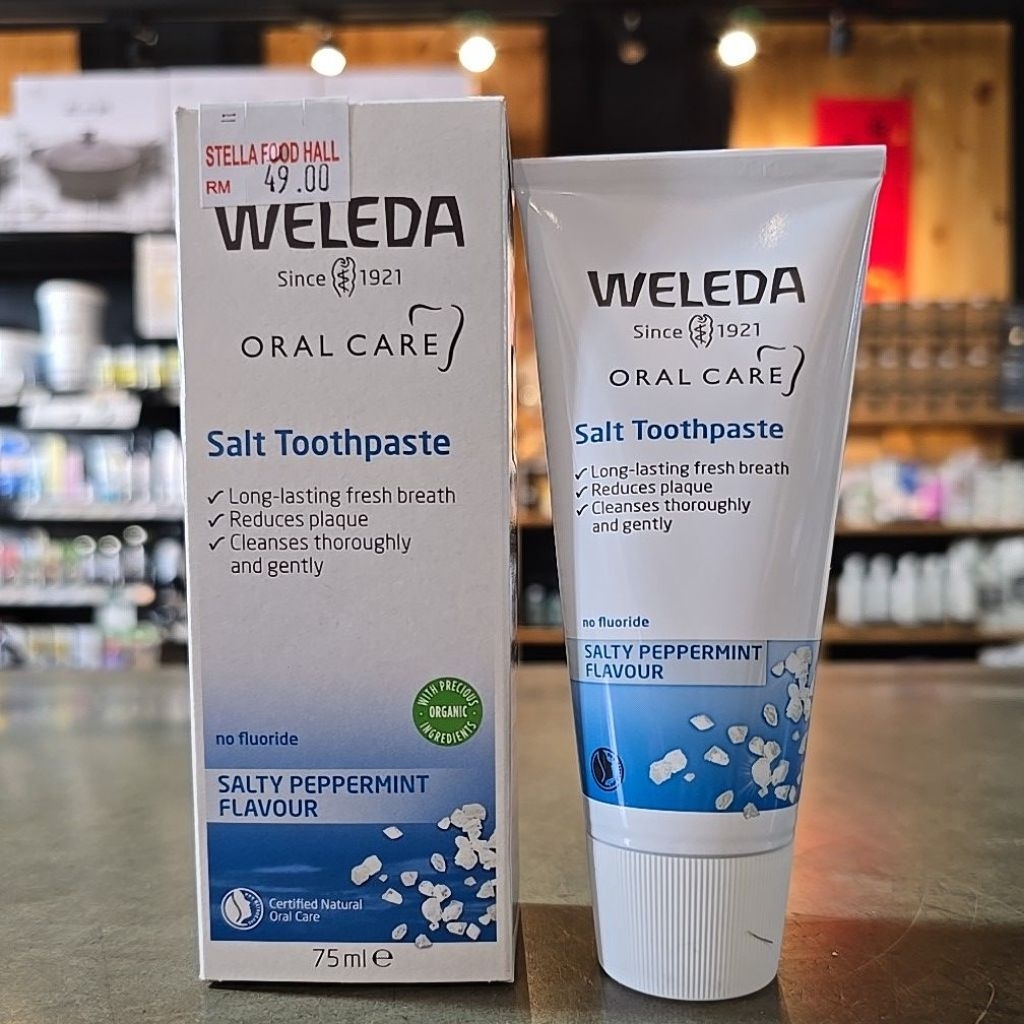 STELLA FOOD HALL
RM 49.00
WELEDA
Since 1921
ORAL CARE
Salt Toothpaste
✓ Long-lasting fresh breath
✓ Reduces plaque
✓ Cleanses thoroughly
and gently
WITH PRECIOUS
ORGANIC
INGREDIENTS
no fluoride
SALTY PEPPERMINT
FLAVOUR
Certified Natural
Oral Care
75 ml e
WELEDA
Since 1921
ORAL CARE
Salt Toothpaste
✓ Long-lasting fresh breath
✓ Reduces plaque
✓ Cleanses thoroughly
and gently
no fluoride
SALTY PEPPERMINT
FLAVOUR